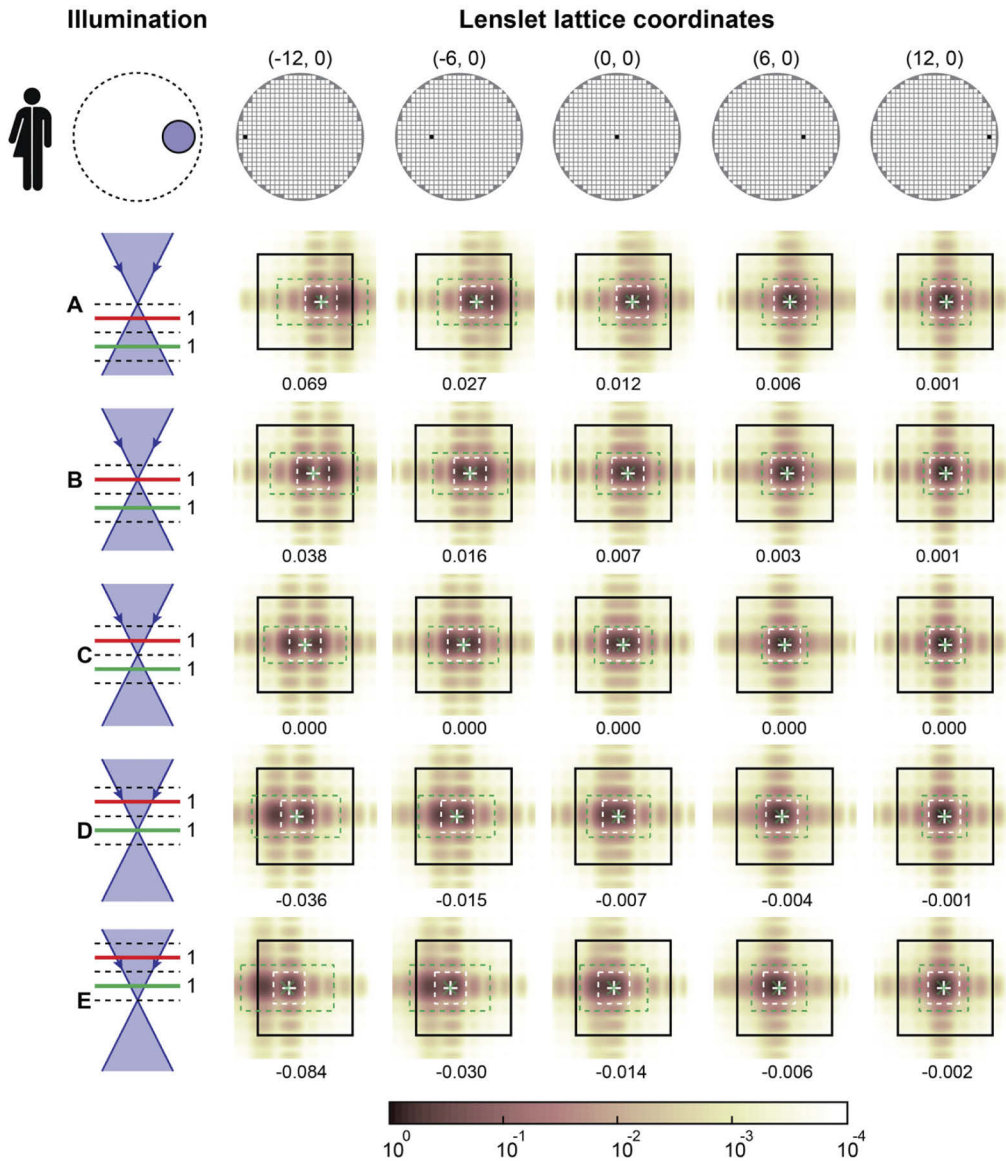 Illumination Lenslet lattice coordinates
(-12, 0) (-6, 0) (0, 0) (6, 0) (12, 0)
A 1
1
0.069 0.027 0.012 0.006 0.001
B 1
1
0.038 0.016 0.007 0.003 0.001
C 1
1
0.000 0.000 0.000 0.000 0.000
D 1
1
-0.036 -0.015 -0.007 -0.004 -0.001
E 1
1
-0.084 -0.030 -0.014 -0.006 -0.002
10⁰ 10⁻¹ 10⁻² 10⁻³ 10⁻⁴